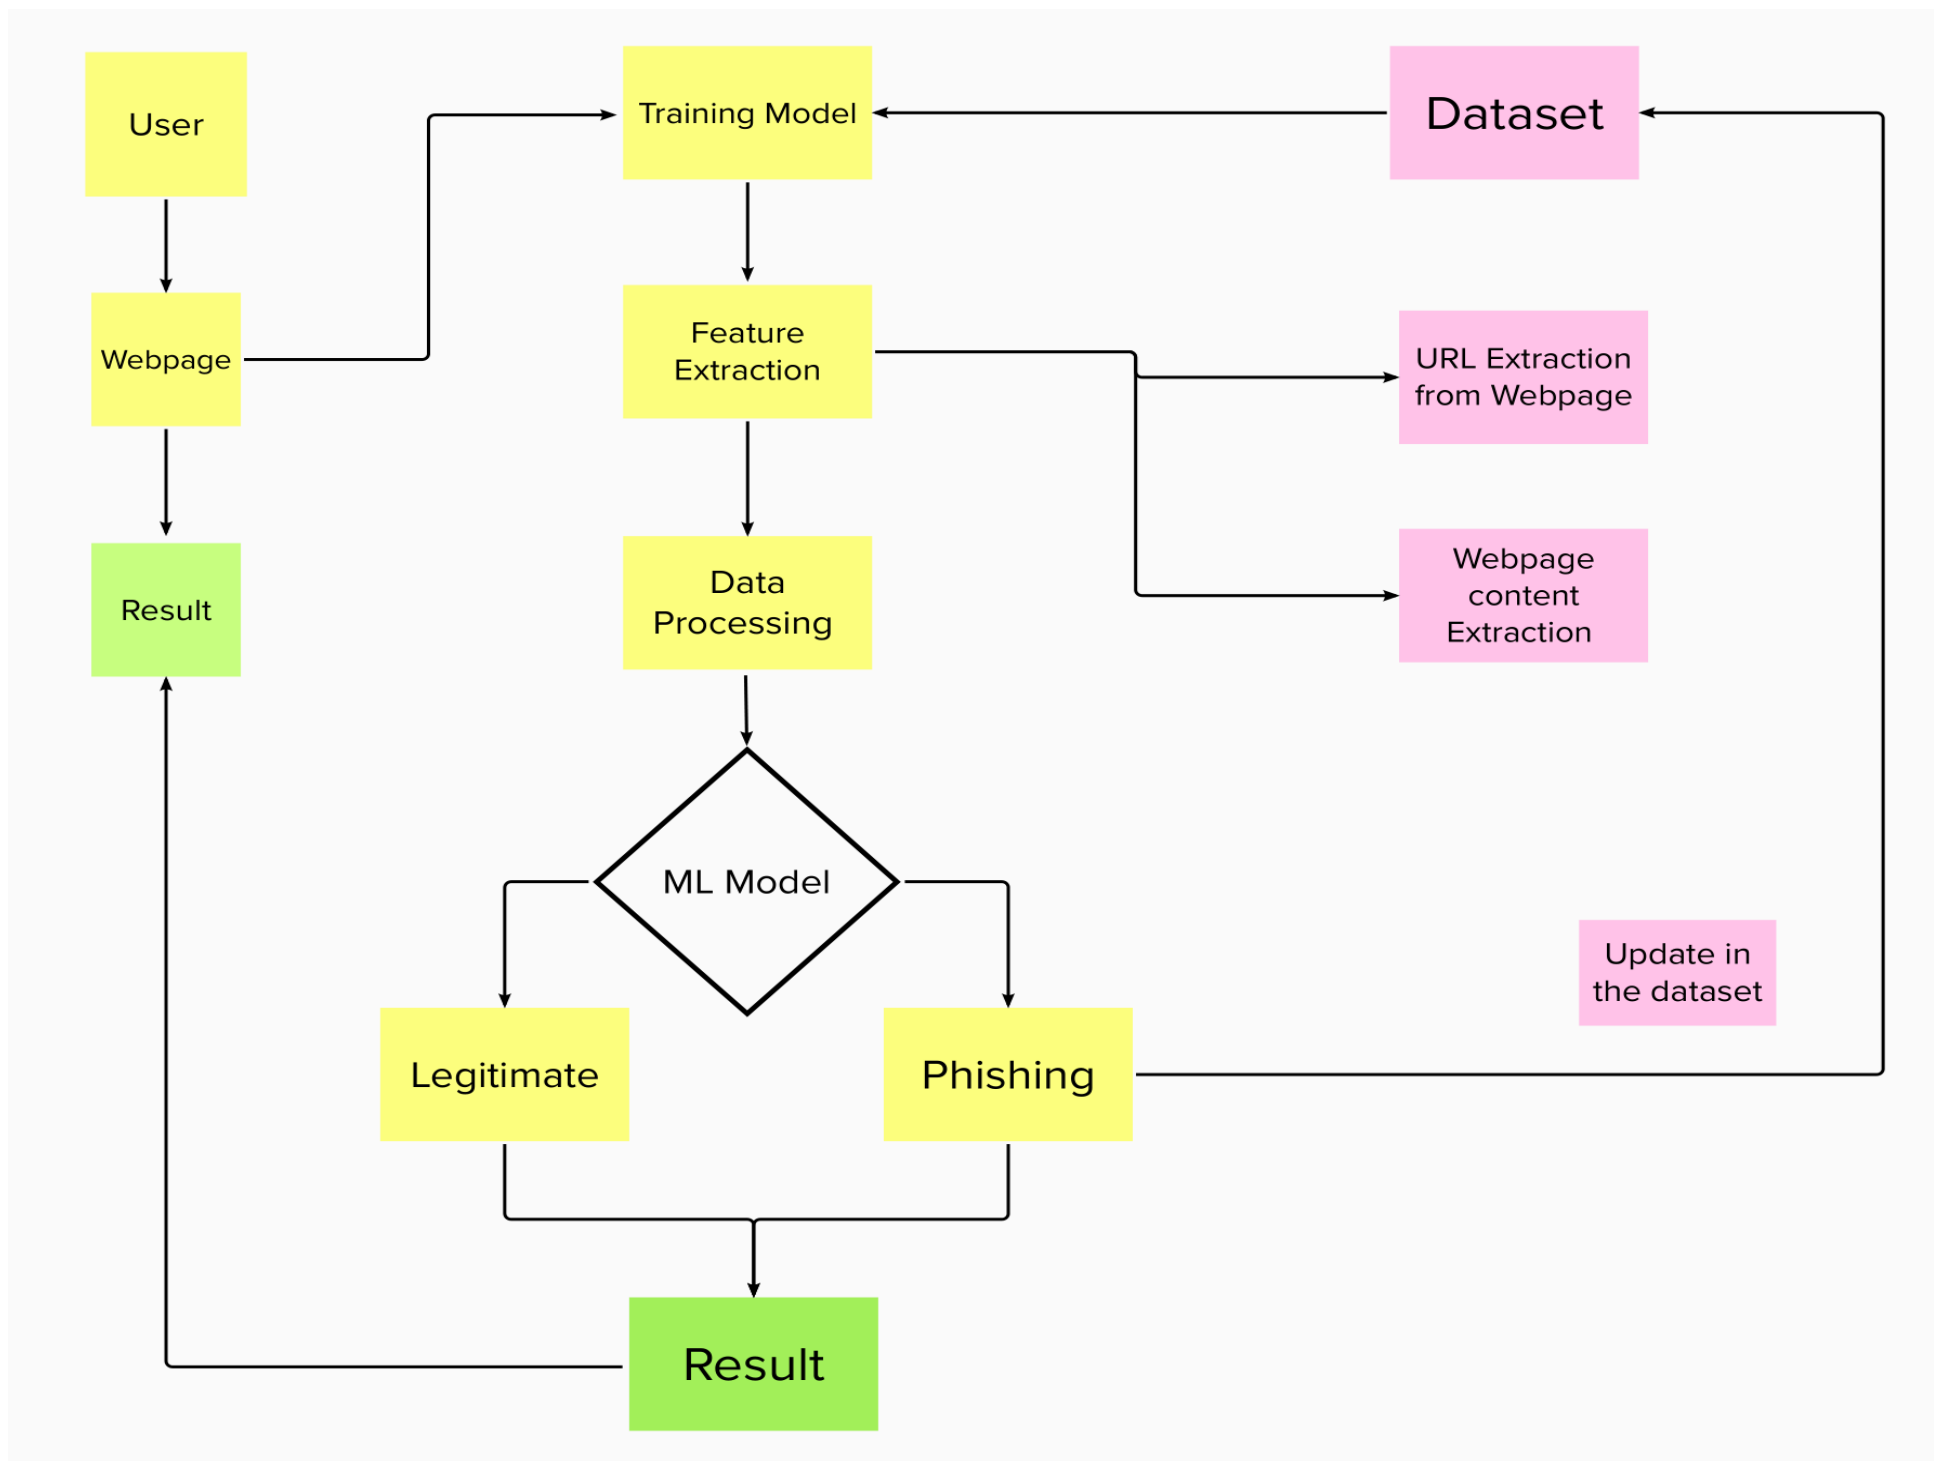 User
Training Model
Dataset
Webpage
Feature
Extraction
URL Extraction
from Webpage
Result
Data
Processing
Webpage
content
Extraction
ML Model
Update in
the dataset
Legitimate
Phishing
Result